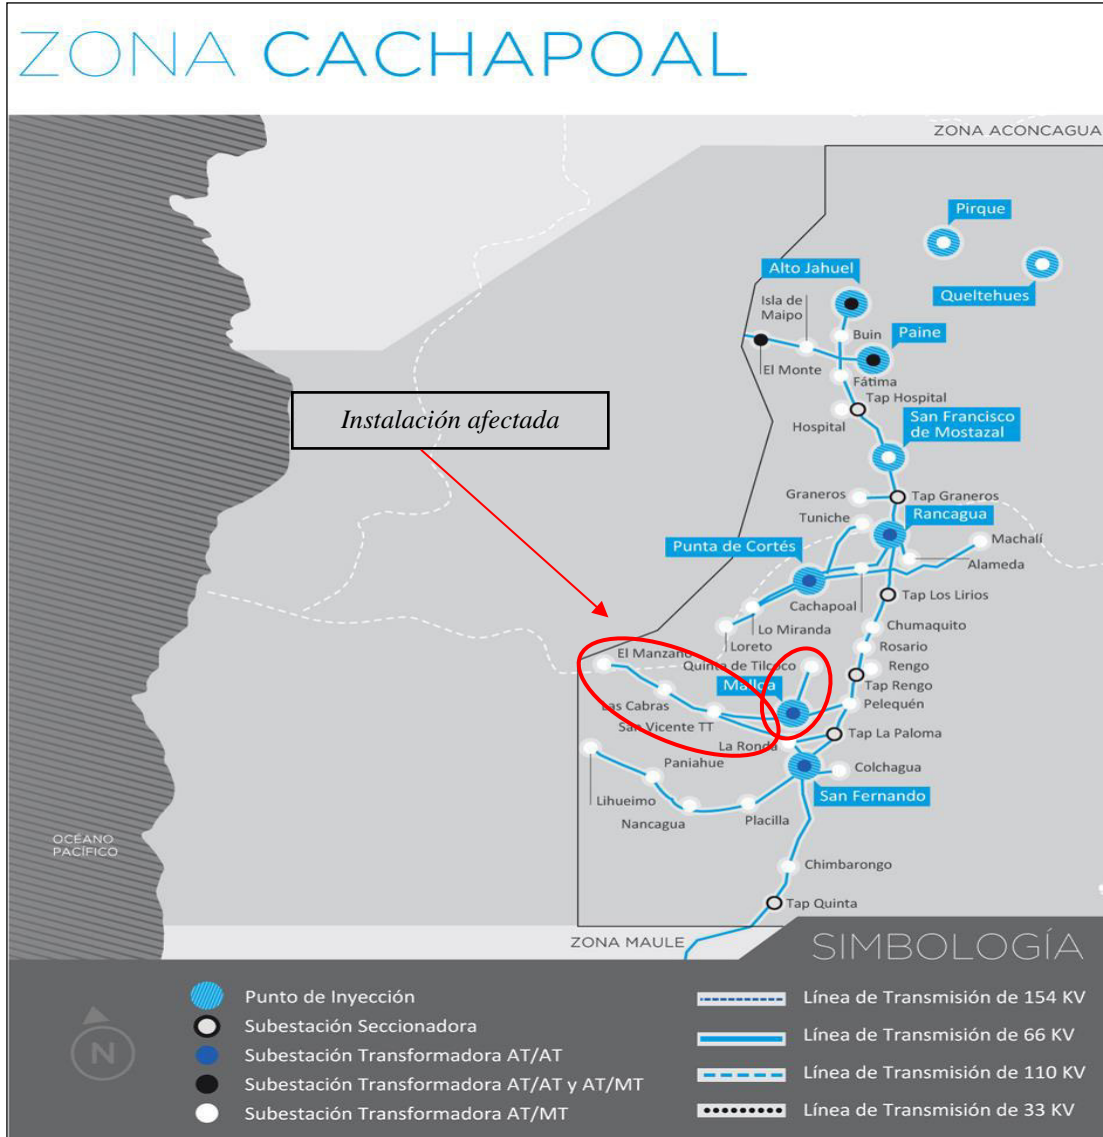 ZONA CACHAPOAL
ZONA ACONCAGUA
Pirque
Alto Jahuel
Queltehues
Isla de
Maipo
Buin
Paine
El Monte
Fátima
Tap Hospital
Hospital
San Francisco
de Mostazal
Instalación afectada
Graneros
Tap Graneros
Tuniche
Rancagua
Machalí
Punta de Cortés
Alameda
Cachapoal
Tap Los Lirios
Lo Miranda
Chumaquito
Loreto
Rosario
El Manzano
Quinta de Tilcoco
Rengo
Tap Rengo
Malloa
Las Cabras
Pelequén
San Vicente TT
Tap La Paloma
La Ronda
Paniahue
Colchagua
Lihueimo
San Fernando
Nancagua
Placilla
OCÉANO
PACÍFICO
Chimbarongo
Tap Quinta
ZONA MAULE
SIMBOLOGÍA
N
Punto de Inyección
Subestación Seccionadora
Subestación Transformadora AT/AT
Subestación Transformadora AT/AT y AT/MT
Subestación Transformadora AT/MT
Línea de Transmisión de 154 KV
Línea de Transmisión de 66 KV
Línea de Transmisión de 110 KV
Línea de Transmisión de 33 KV